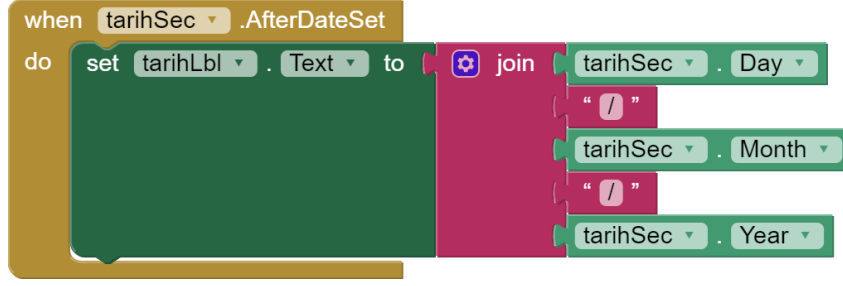 when tarihSec .AfterDateSet
do set tarihLbl . Text to join tarihSec . Day
“ / ”
tarihSec . Month
“ / ”
tarihSec . Year